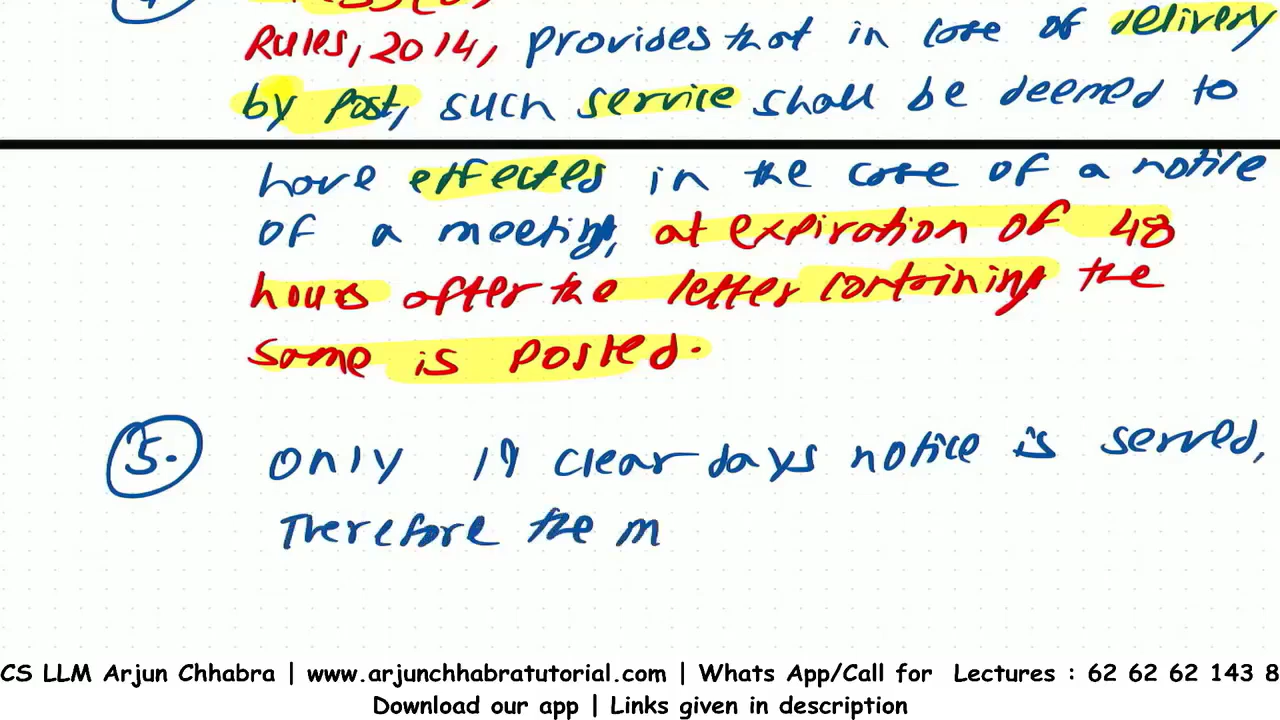 Rules, 2014, provides that in case of delivery
by Post, such service shall be deemed to
have effected in the case of a notice
of a meeting, at expiration of 48
hours after the letter containing the
same is posted.
5. Only 19 clear days notice is served,
Therefore the m
CS LLM Arjun Chhabra | www.arjunchhabratutorial.com | Whats App/Call for Lectures : 62 62 62 143 8
Download our app | Links given in description